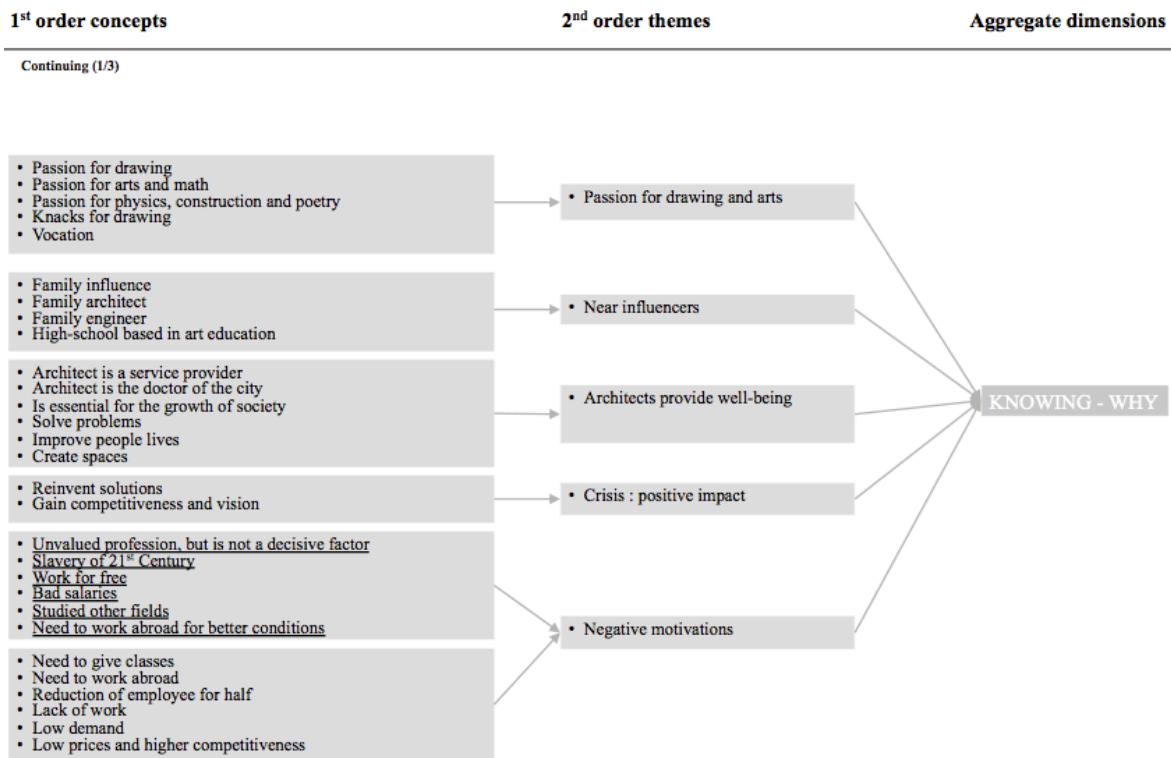 1st order concepts
2nd order themes
Aggregate dimensions
Continuing (1/3)
• Passion for drawing
• Passion for arts and math
• Passion for physics, construction and poetry
• Knacks for drawing
• Vocation
• Passion for drawing and arts
• Family influence
• Family architect
• Family engineer
• High-school based in art education
• Near influencers
• Architect is a service provider
• Architect is the doctor of the city
• Is essential for the growth of society
• Solve problems
• Improve people lives
• Create spaces
• Architects provide well-being
KNOWING - WHY
• Reinvent solutions
• Gain competitiveness and vision
• Crisis : positive impact
• Unvalued profession, but is not a decisive factor
• Slavery of 21st Century
• Work for free
• Bad salaries
• Studied other fields
• Need to work abroad for better conditions
• Negative motivations
• Need to give classes
• Need to work abroad
• Reduction of employee for half
• Lack of work
• Low demand
• Low prices and higher competitiveness